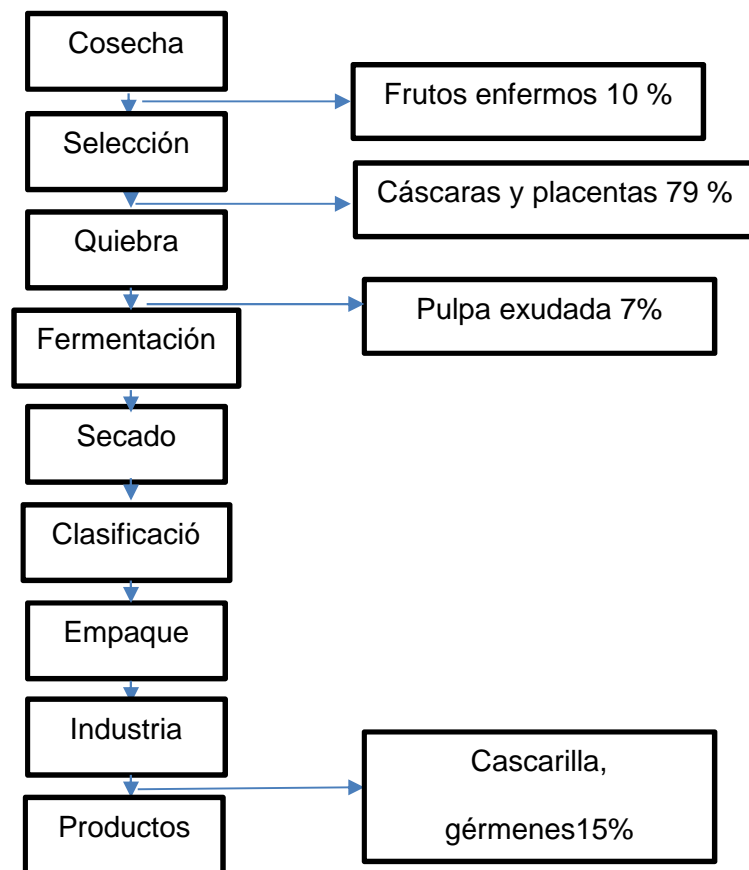 Cosecha
Frutos enfermos 10 %
Selección
Cáscaras y placentas 79 %
Quiebra
Pulpa exudada 7%
Fermentación
Secado
Clasificació
Empaque
Industria
Cascarilla,
gérmenes15%
Productos